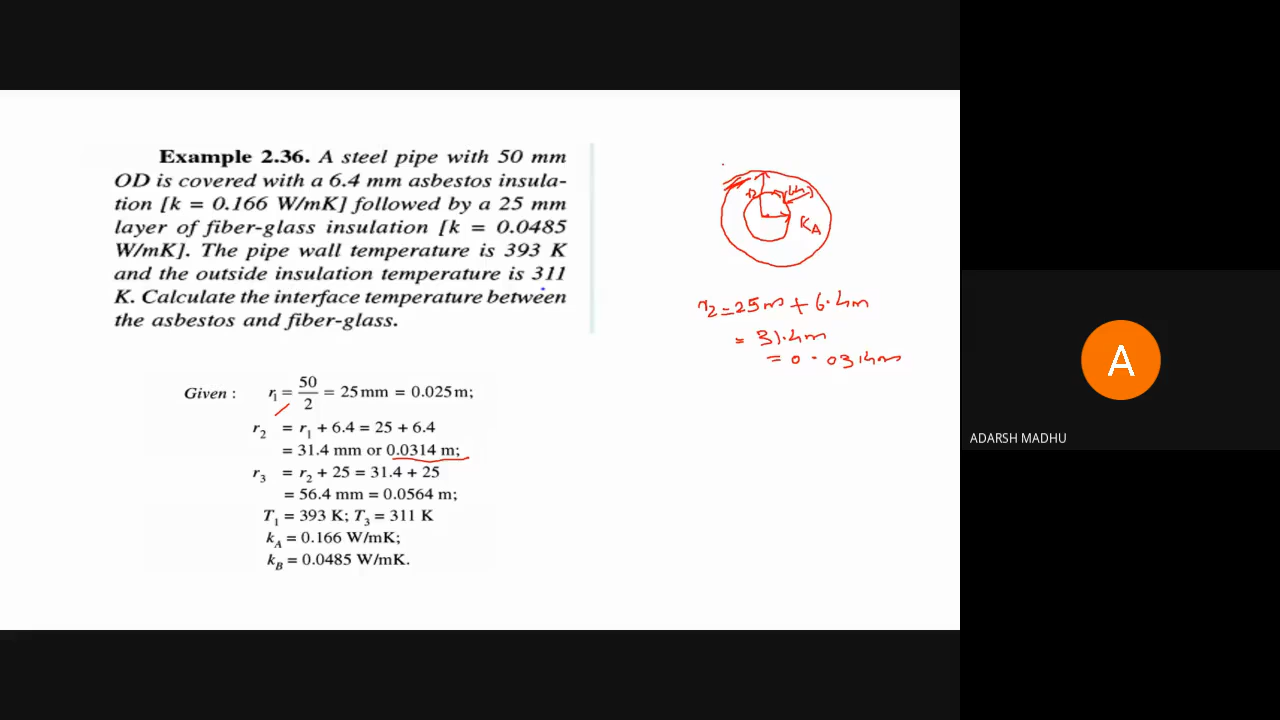 Example 2.36. A steel pipe with 50 mm
OD is covered with a 6.4 mm asbestos insula-
tion [k = 0.166 W/mK] followed by a 25 mm
layer of fiber-glass insulation [k = 0.0485
W/mK]. The pipe wall temperature is 393 K
and the outside insulation temperature is 311
K. Calculate the interface temperature between
the asbestos and fiber-glass.
Given : r₁ = 50/2 = 25 mm = 0.025 m;
r₂ = r₁ + 6.4 = 25 + 6.4
= 31.4 mm or 0.0314 m;
r₃ = r₂ + 25 = 31.4 + 25
= 56.4 mm = 0.0564 m;
T₁ = 393 K; T₃ = 311 K
k_A = 0.166 W/mK;
k_B = 0.0485 W/mK.
r2
K_A
r2 = 25m + 6.4m
= 31.4m
= 0.0314m
A
ADARSH MADHU